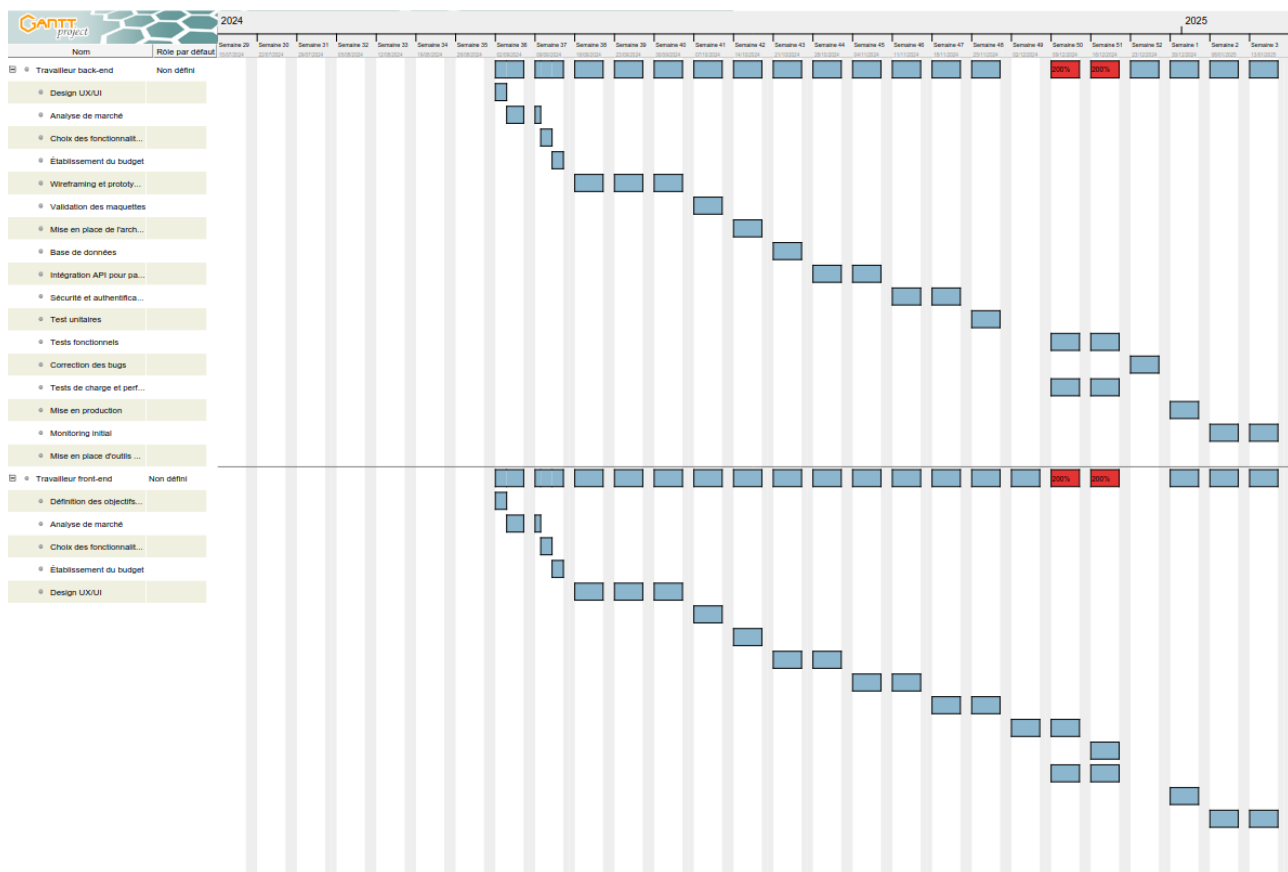 GANTT project
2024
2025
Nom
Rôle par défaut
Semaine 29
Semaine 30
Semaine 31
Semaine 32
Semaine 33
Semaine 34
Semaine 35
Semaine 36
Semaine 37
Semaine 38
Semaine 39
Semaine 40
Semaine 41
Semaine 42
Semaine 43
Semaine 44
Semaine 45
Semaine 46
Semaine 47
Semaine 48
Semaine 49
Semaine 50
Semaine 51
Semaine 52
Semaine 1
Semaine 2
Semaine 3
Travailleur back-end Non défini 200% 200%
Design UX/UI
Analyse de marché
Choix des fonctionnalit...
Établissement du budget
Wireframing et prototy...
Validation des maquettes
Mise en place de l'arch...
Base de données
Intégration API pour pa...
Sécurité et authentifica...
Test unitaires
Tests fonctionnels
Correction des bugs
Tests de charge et perf...
Mise en production
Monitoring initial
Mise en place d'outils ...
Travailleur front-end Non défini 200% 200%
Définition des objectifs...
Analyse de marché
Choix des fonctionnalit...
Établissement du budget
Design UX/UI